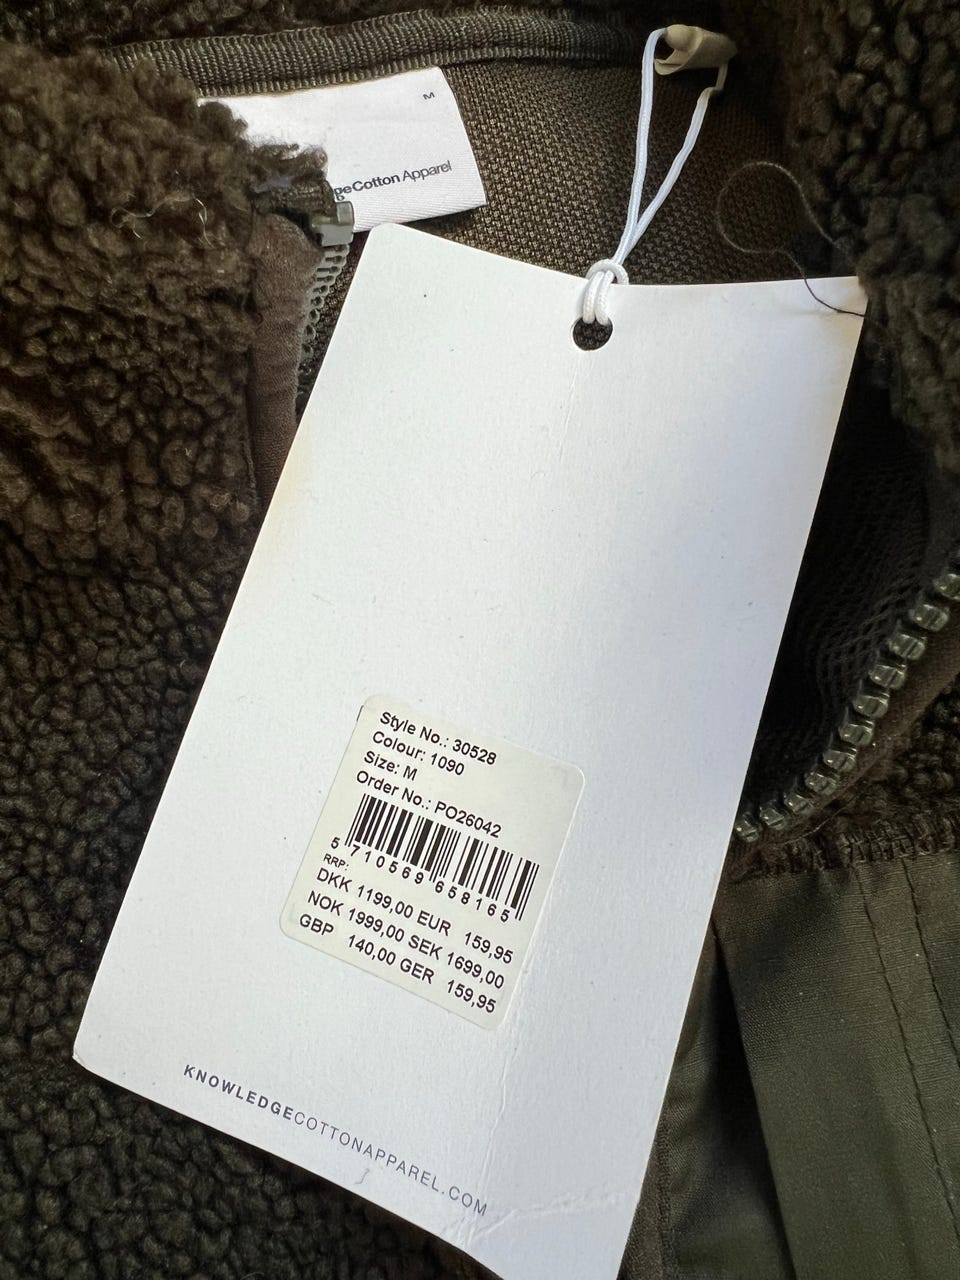 M
geCotton Apparel
Style No.: 30528
Colour: 1090
Size: M
Order No.: PO26042
5 710569 658165
RRP:
DKK 1199,00 EUR 159,95
NOK 1999,00 SEK 1699,00
GBP 140,00 GER 159,95
KNOWLEDGECOTTONAPPAREL.COM